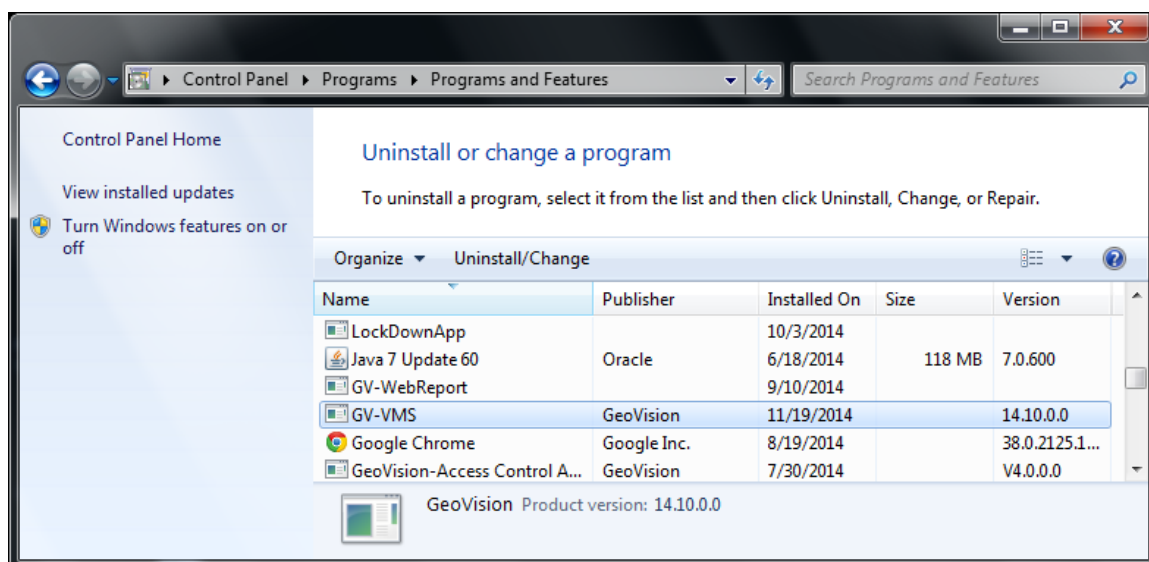 Control Panel Programs Programs and Features Search Programs and Features
Control Panel Home
View installed updates
Turn Windows features on or
off
Uninstall or change a program
To uninstall a program, select it from the list and then click Uninstall, Change, or Repair.
Organize Uninstall/Change
Name Publisher Installed On Size Version
LockDownApp 10/3/2014
Java 7 Update 60 Oracle 6/18/2014 118 MB 7.0.600
GV-WebReport 9/10/2014
GV-VMS GeoVision 11/19/2014 14.10.0.0
Google Chrome Google Inc. 8/19/2014 38.0.2125.1...
GeoVision-Access Control A... GeoVision 7/30/2014 V4.0.0.0
GeoVision Product version: 14.10.0.0